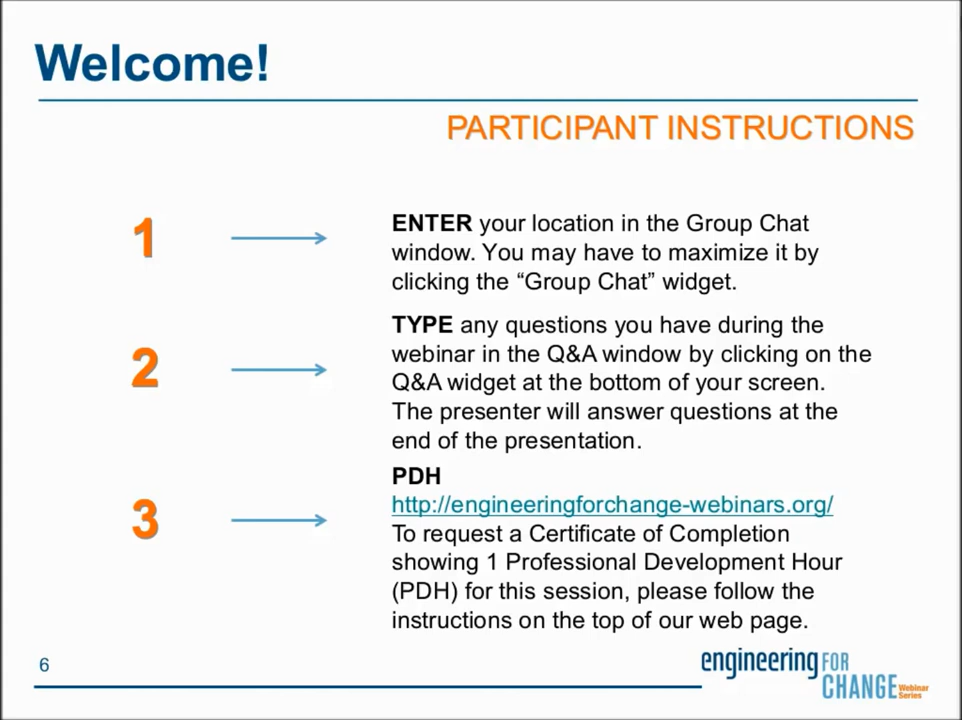 Welcome!
PARTICIPANT INSTRUCTIONS
1
ENTER your location in the Group Chat
window. You may have to maximize it by
clicking the “Group Chat” widget.
2
TYPE any questions you have during the
webinar in the Q&A window by clicking on the
Q&A widget at the bottom of your screen.
The presenter will answer questions at the
end of the presentation.
3
PDH
http://engineeringforchange-webinars.org/
To request a Certificate of Completion
showing 1 Professional Development Hour
(PDH) for this session, please follow the
instructions on the top of our web page.
6
engineering FOR
CHANGE Webinar
Series